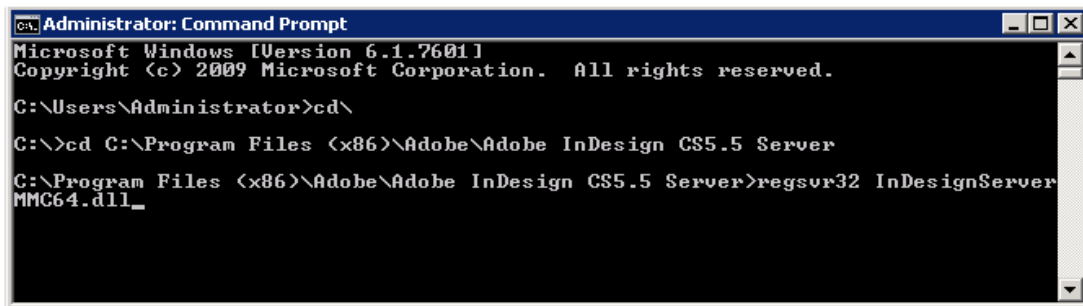 Administrator: Command Prompt
Microsoft Windows [Version 6.1.7601]
Copyright (c) 2009 Microsoft Corporation.  All rights reserved.
C:\Users\Administrator>cd\
C:\>cd C:\Program Files (x86)\Adobe\Adobe InDesign CS5.5 Server
C:\Program Files (x86)\Adobe\Adobe InDesign CS5.5 Server>regsvr32 InDesignServer
MMC64.dll_